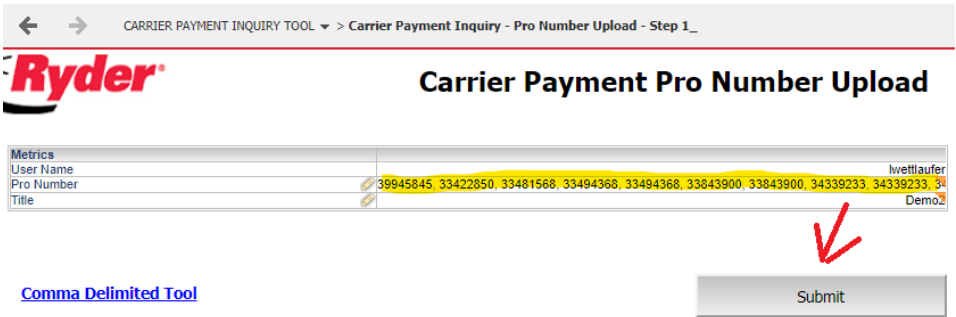 CARRIER PAYMENT INQUIRY TOOL > Carrier Payment Inquiry - Pro Number Upload - Step 1_
Ryder
Carrier Payment Pro Number Upload
Metrics
User Name lwettlaufer
Pro Number 39945845, 33422850, 33481568, 33494368, 33494368, 33843900, 33843900, 34339233, 34339233,
Title Demo2
Comma Delimited Tool
Submit